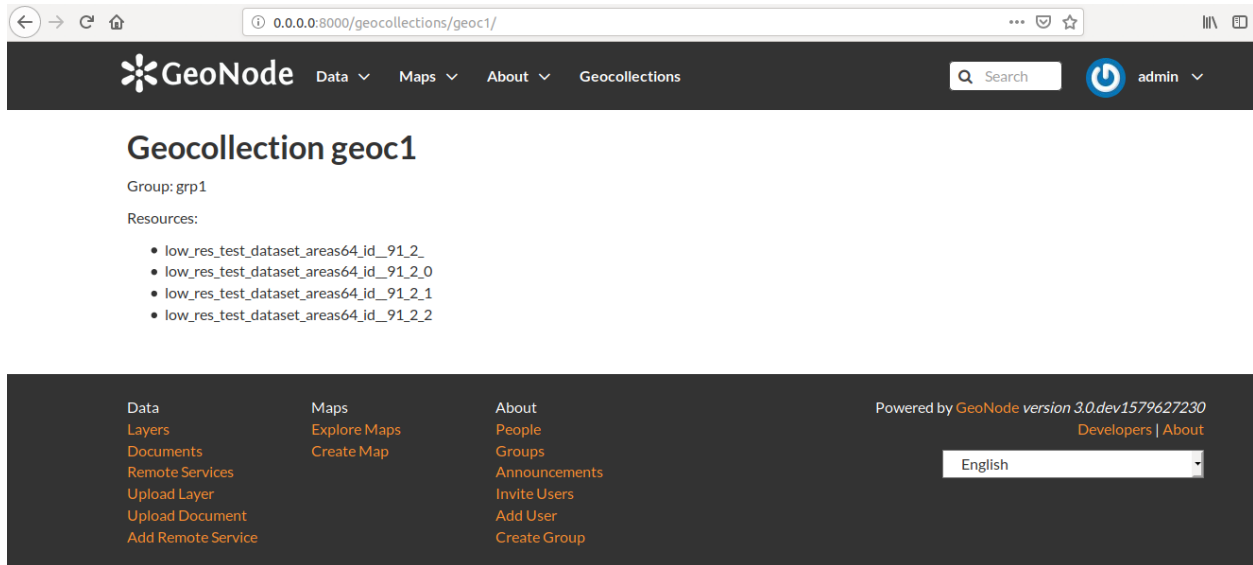 0.0.0.0:8000/geocollections/geoc1/
GeoNode Data Maps About Geocollections Search admin
Geocollection geoc1
Group: grp1
Resources:
• low_res_test_dataset_areas64_id__91_2_
• low_res_test_dataset_areas64_id__91_2_0
• low_res_test_dataset_areas64_id__91_2_1
• low_res_test_dataset_areas64_id__91_2_2
Data
Layers
Documents
Remote Services
Upload Layer
Upload Document
Add Remote Service
Maps
Explore Maps
Create Map
About
People
Groups
Announcements
Invite Users
Add User
Create Group
Powered by GeoNode version 3.0.dev1579627230
Developers | About
English